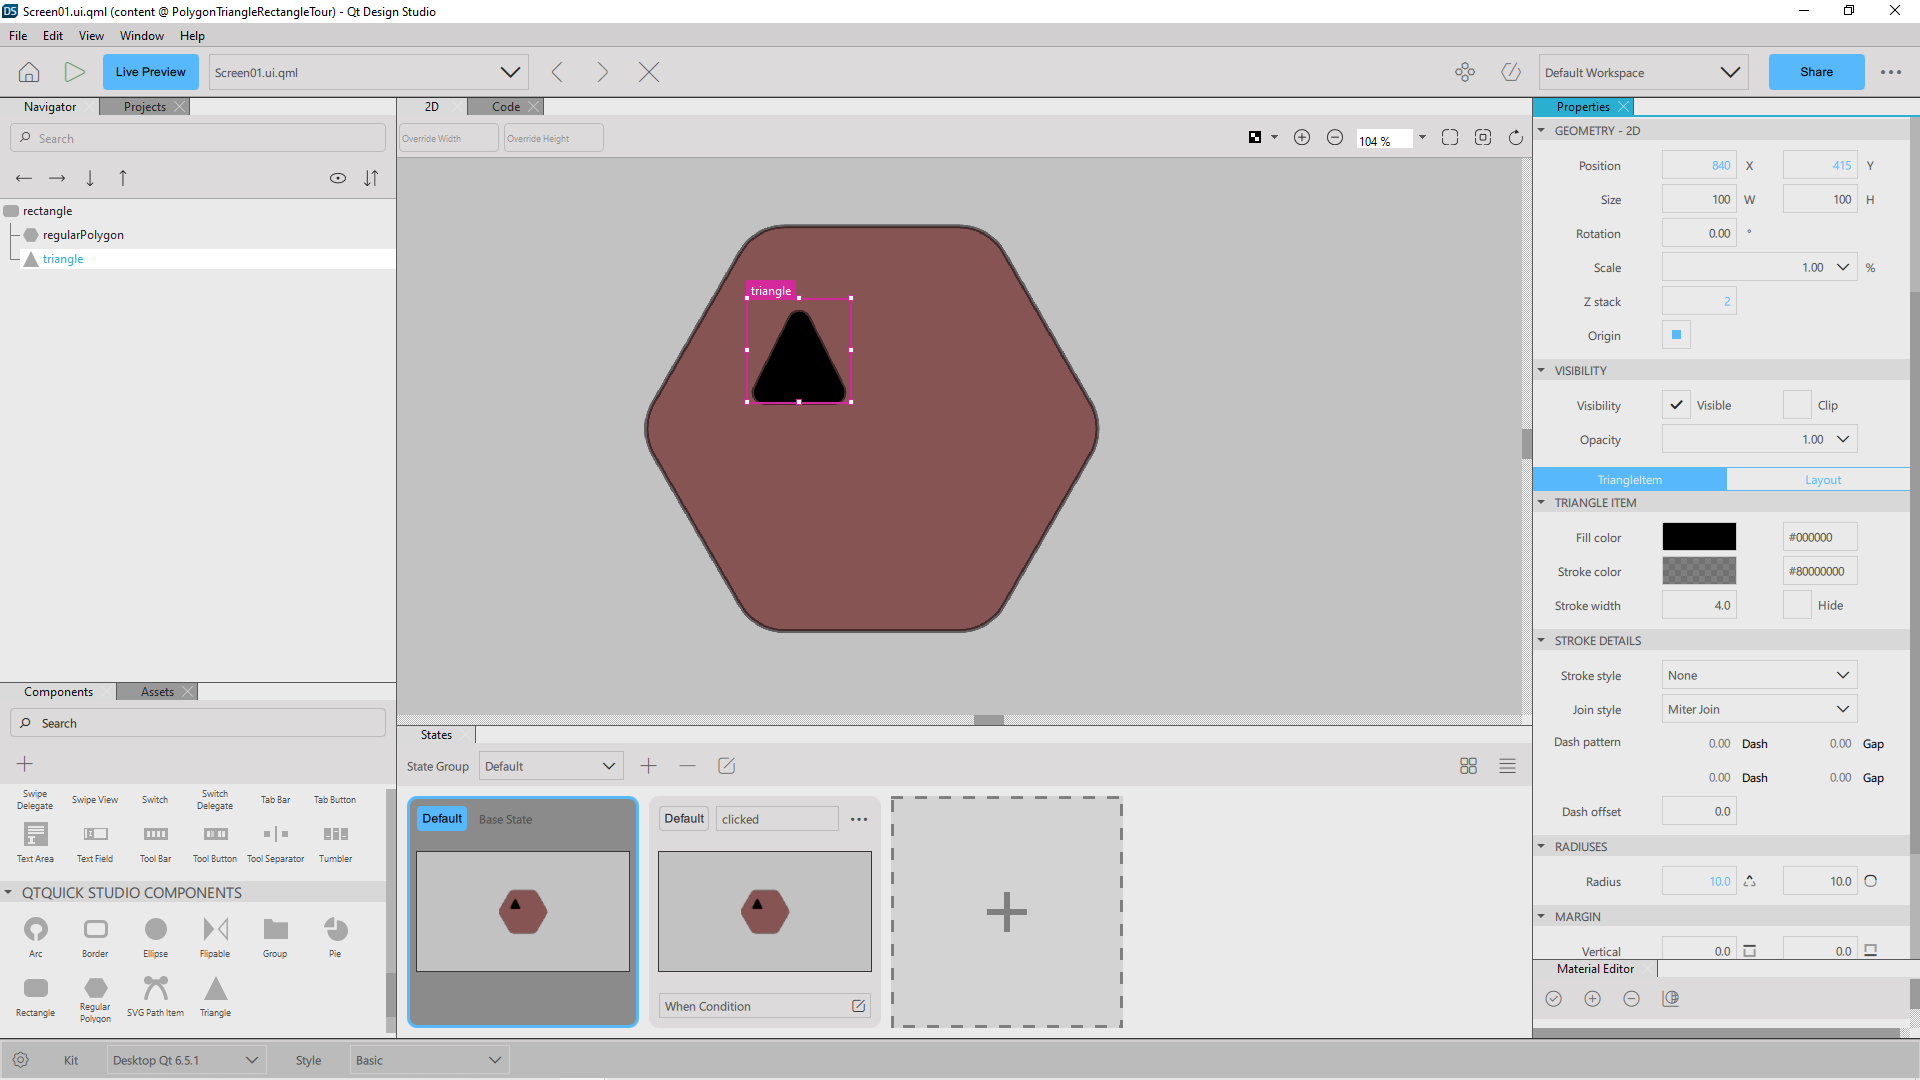 Screen01.ui.qml (content @ PolygonTriangleRectangleTour) - Qt Design Studio
File Edit View Window Help
Live Preview
Screen01.ui.qml
Default Workspace
Share
Navigator
Projects
2D
Code
Properties
Search
Override Width
Override Height
104 %
rectangle
regularPolygon
triangle
triangle
GEOMETRY - 2D
Position 840 X 415 Y
Size 100 W 100 H
Rotation 0.00 °
Scale 1.00 %
Z stack 2
Origin
VISIBILITY
Visibility Visible Clip
Opacity 1.00
TriangleItem Layout
TRIANGLE ITEM
Fill color #000000
Stroke color #80000000
Stroke width 4.0 Hide
STROKE DETAILS
Stroke style None
Join style Miter Join
Dash pattern 0.00 Dash 0.00 Gap
0.00 Dash 0.00 Gap
Dash offset 0.0
RADIUSES
Radius 10.0 10.0
MARGIN
Vertical 0.0 0.0
Material Editor
Components
Assets
Search
Swipe Delegate
Swipe View
Switch
Switch Delegate
Tab Bar
Tab Button
Text Area
Text Field
Tool Bar
Tool Button
Tool Separator
Tumbler
QTQUICK STUDIO COMPONENTS
Arc
Border
Ellipse
Flipable
Group
Pie
Rectangle
Regular Polygon
SVG Path Item
Triangle
States
State Group Default
Default Base State
Default clicked
When Condition
Kit Desktop Qt 6.5.1 Style Basic